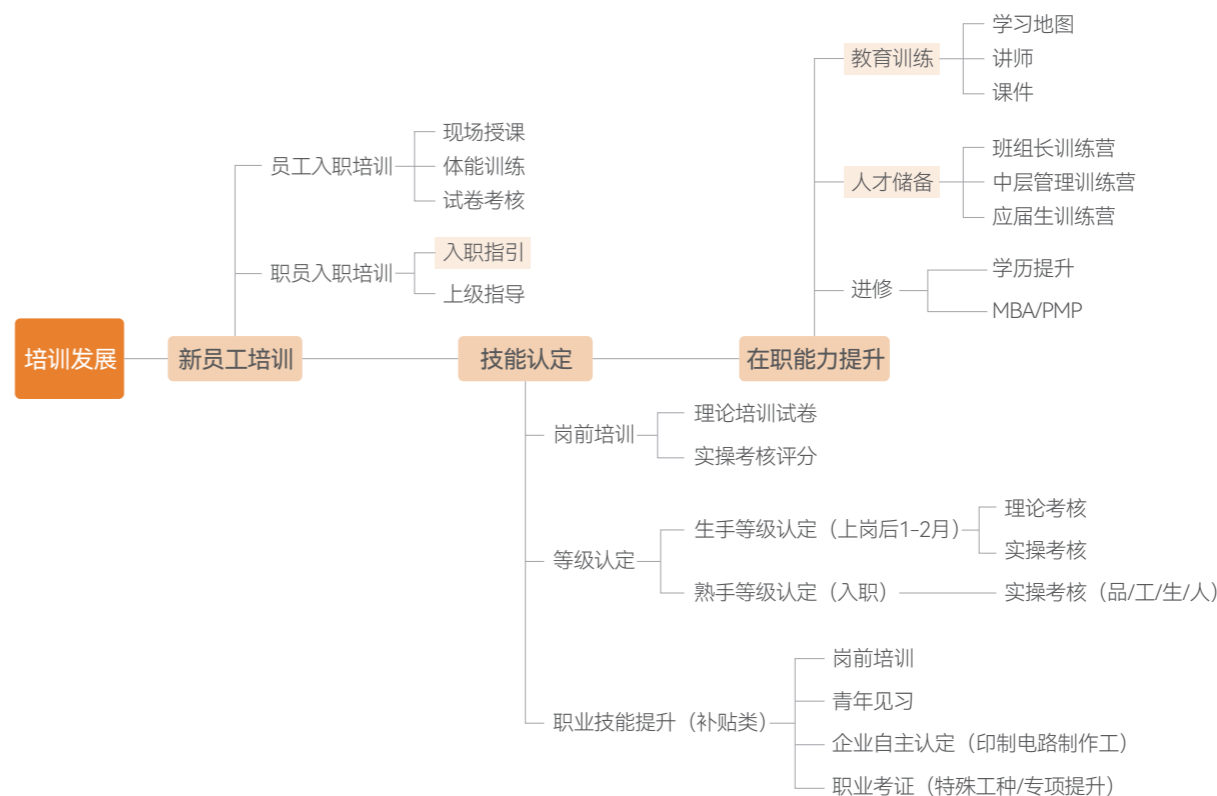 培训发展
新员工培训
员工入职培训
现场授课
体能训练
试卷考核
职员入职培训
入职指引
上级指导
技能认定
岗前培训
理论培训试卷
实操考核评分
等级认定
生手等级认定（上岗后1-2月）
理论考核
实操考核
熟手等级认定（入职）
实操考核（品/工/生/人）
职业技能提升（补贴类）
岗前培训
青年见习
企业自主认定（印制电路制作工）
职业考证（特殊工种/专项提升）
在职能力提升
教育训练
学习地图
讲师
课件
人才储备
班组长训练营
中层管理训练营
应届生训练营
进修
学历提升
MBA/PMP